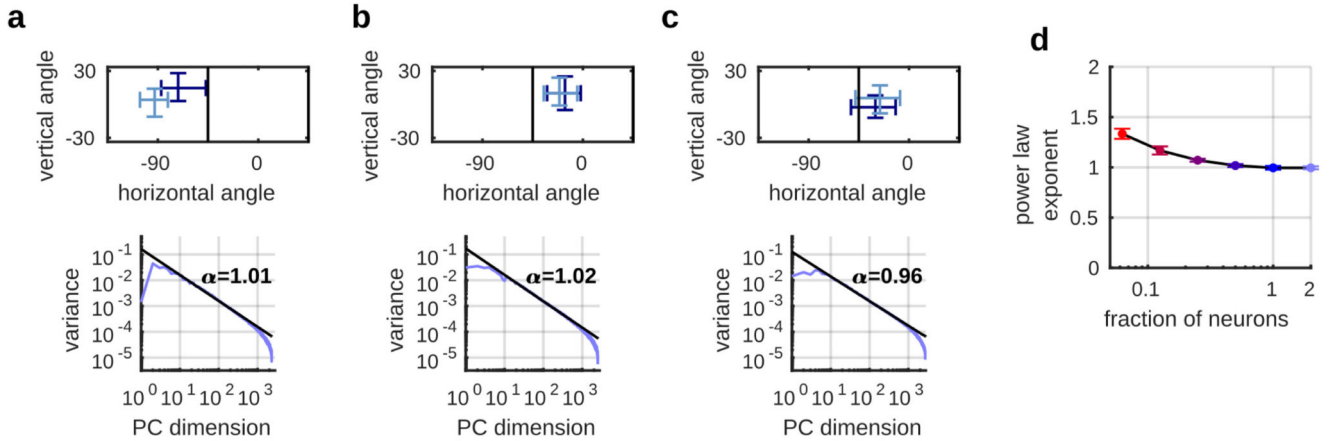 a
b
c
d
vertical angle
30
-30
-90
0
horizontal angle
vertical angle
30
-30
-90
0
horizontal angle
vertical angle
30
-30
-90
0
horizontal angle
variance
10^-1
10^-2
10^-3
10^-4
10^-5
α=1.01
10^0 10^1 10^2 10^3
PC dimension
variance
10^-1
10^-2
10^-3
10^-4
10^-5
α=1.02
10^0 10^1 10^2 10^3
PC dimension
variance
10^-1
10^-2
10^-3
10^-4
10^-5
α=0.96
10^0 10^1 10^2 10^3
PC dimension
power law
exponent
2
1.5
1
0.5
0
0.1 1 2
fraction of neurons